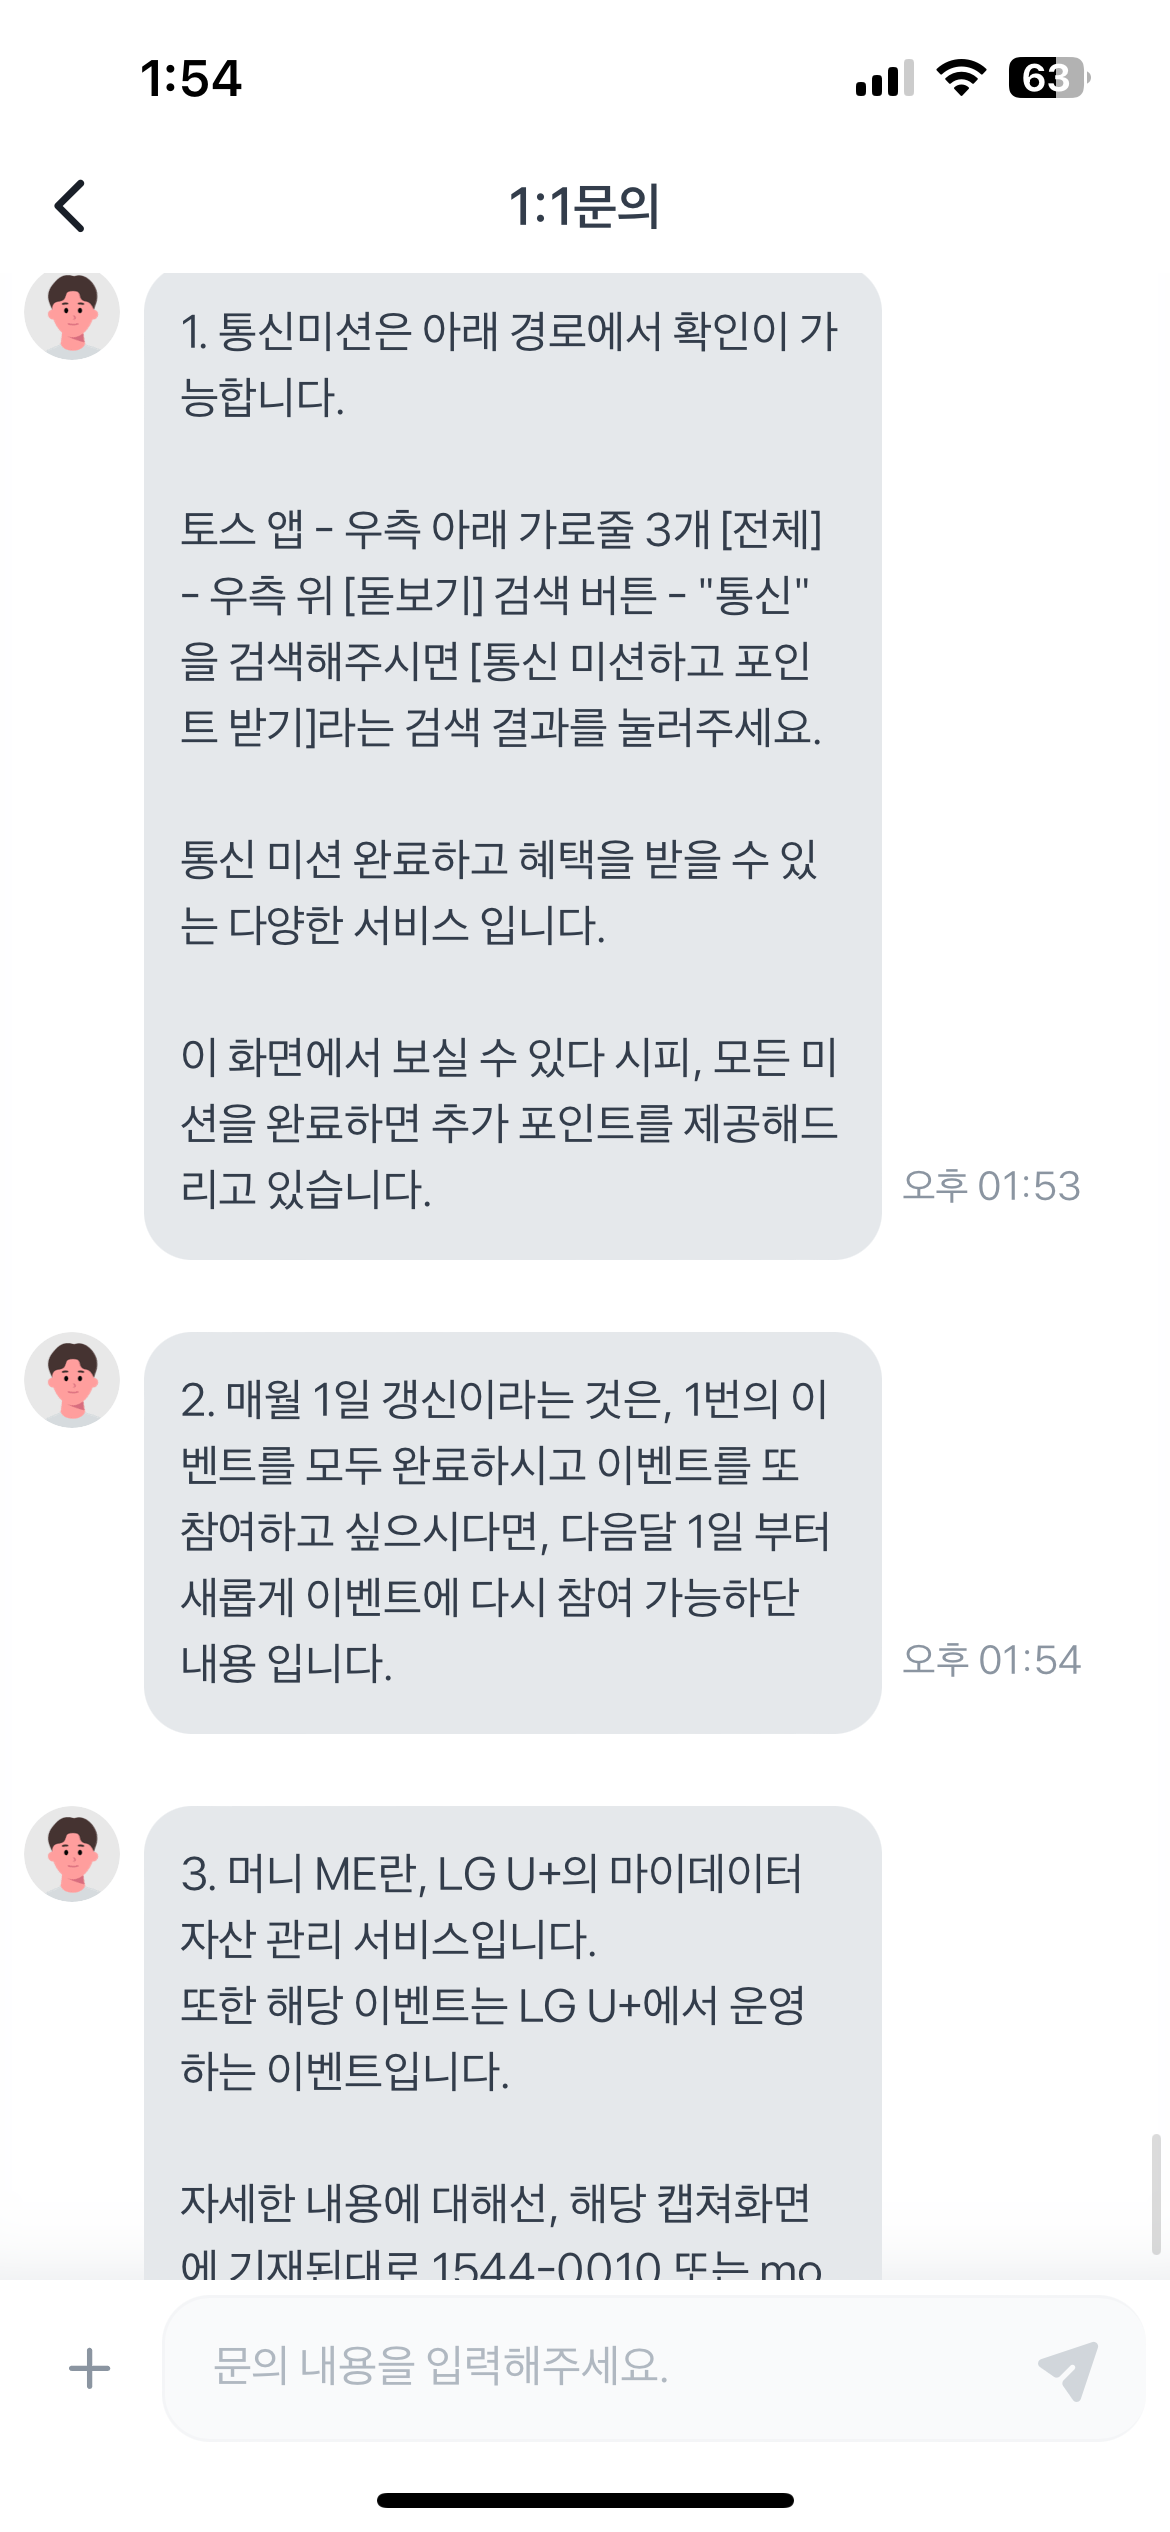 1:54
63
1:1문의
1. 통신미션은 아래 경로에서 확인이 가
능합니다.
토스 앱 - 우측 아래 가로줄 3개 [전체]
- 우측 위 [돋보기] 검색 버튼 - "통신"
을 검색해주시면 [통신 미션하고 포인
트 받기]라는 검색 결과를 눌러주세요.
통신 미션 완료하고 혜택을 받을 수 있
는 다양한 서비스 입니다.
이 화면에서 보실 수 있다 시피, 모든 미
션을 완료하면 추가 포인트를 제공해드
리고 있습니다.
오후 01:53
2. 매월 1일 갱신이라는 것은, 1번의 이
벤트를 모두 완료하시고 이벤트를 또
참여하고 싶으시다면, 다음달 1일 부터
새롭게 이벤트에 다시 참여 가능하단
내용 입니다.
오후 01:54
3. 머니 ME란, LG U+의 마이데이터
자산 관리 서비스입니다.
또한 해당 이벤트는 LG U+에서 운영
하는 이벤트입니다.
자세한 내용에 대해선, 해당 캡쳐화면
에 기재된대로 1544-0010 또는 mo
문의 내용을 입력해주세요.